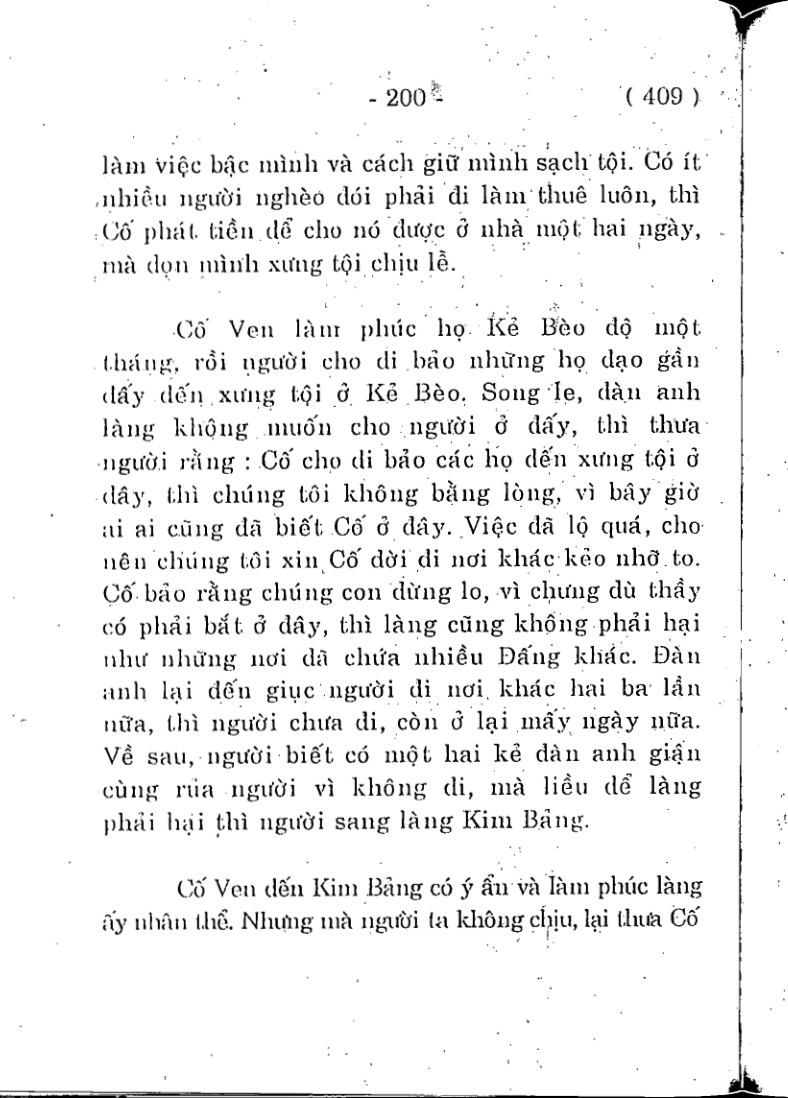 - 200 -
( 409 )
làm việc bậc mình và cách giữ mình sạch tội. Có ít
nhiều người nghèo đói phải đi làm thuê luôn, thì
Cố phát tiền để cho nó được ở nhà một hai ngày,
mà dọn mình xưng tội chịu lễ.
Cố Ven làm phúc họ Kẻ Bèo độ một
tháng, rồi người cho đi bảo những họ đạo gần
đấy đến xưng tội ở Kẻ Bèo. Song le, đàn anh
làng không muốn cho người ở đấy, thì thưa
người rằng : Cố cho đi bảo các họ đến xưng tội ở
đây, thì chúng tôi không bằng lòng, vì bây giờ
ai ai cũng đã biết Cố ở đây. Việc đã lộ quá, cho
nên chúng tôi xin Cố dời đi nơi khác kẻo nhỡ to.
Cố bảo rằng chúng con đừng lo, vì chưng dù thầy
có phải bắt ở đây, thì làng cũng không phải hại
như những nơi đã chứa nhiều Đấng khác. Đàn
anh lại đến giục người đi nơi khác hai ba lần
nữa, thì người chưa đi, còn ở lại mấy ngày nữa.
Về sau, người biết có một hai kẻ đàn anh giận
cùng rủa người vì không đi, mà liều để làng
phải hại thì người sang làng Kim Bảng.
Cố Ven đến Kim Bảng có ý ẩn và làm phúc làng
ấy nhân thể. Nhưng mà người ta không chịu, lại thưa Cố